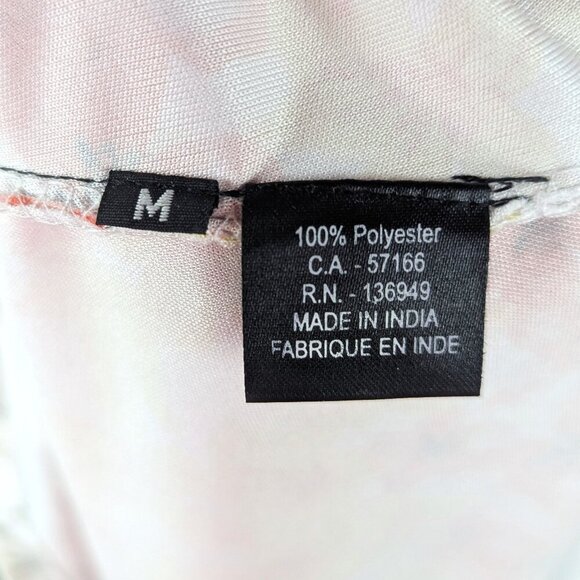 M
100% Polyester
C.A. - 57166
R.N. - 136949
MADE IN INDIA
FABRIQUE EN INDE